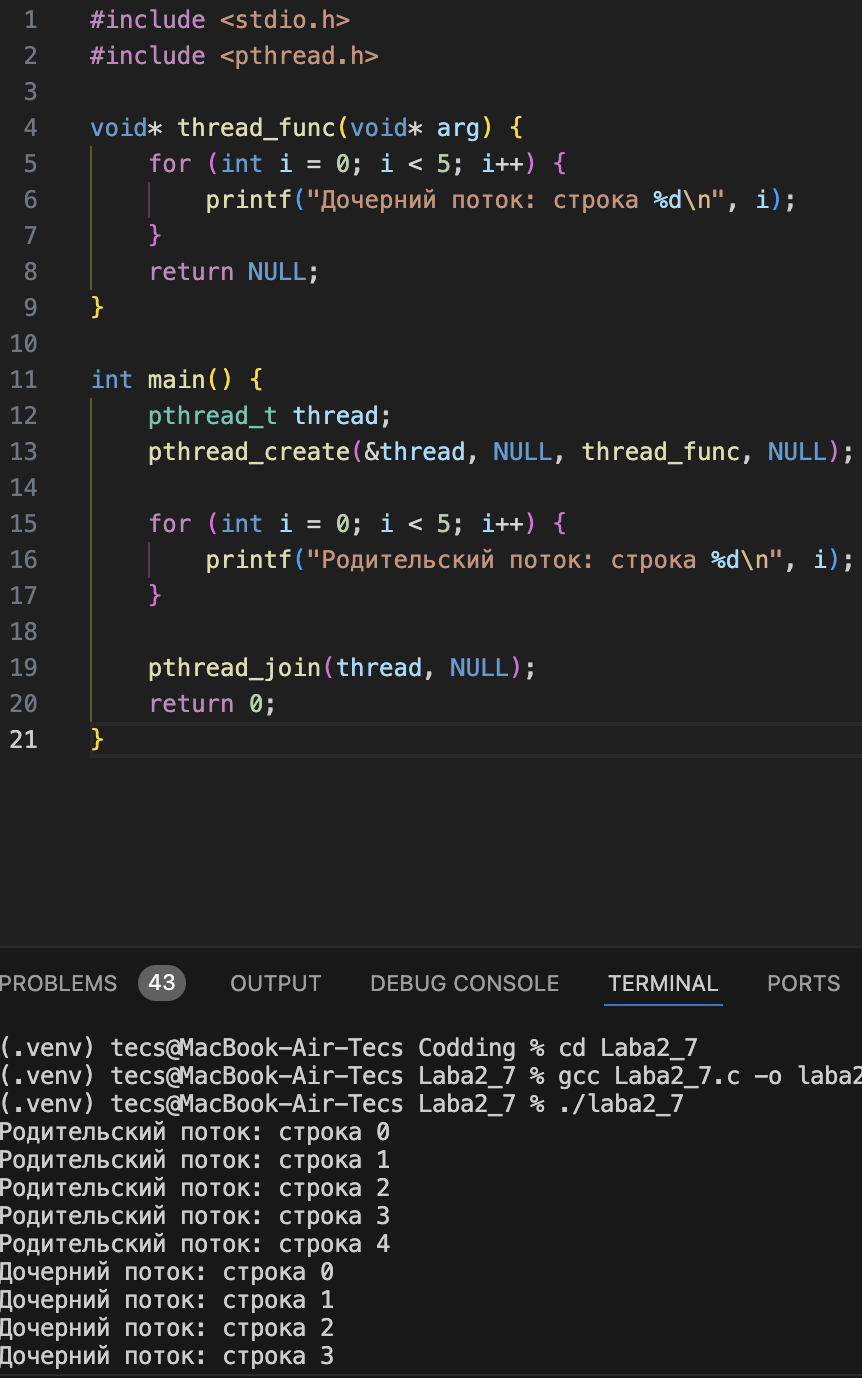 1 #include <stdio.h>
2 #include <pthread.h>
3
4 void* thread_func(void* arg) {
5     for (int i = 0; i < 5; i++) {
6         printf("Дочерний поток: строка %d\n", i);
7     }
8     return NULL;
9 }
10
11 int main() {
12     pthread_t thread;
13     pthread_create(&thread, NULL, thread_func, NULL);
14
15     for (int i = 0; i < 5; i++) {
16         printf("Родительский поток: строка %d\n", i);
17     }
18
19     pthread_join(thread, NULL);
20     return 0;
21 }
PROBLEMS 43 OUTPUT DEBUG CONSOLE TERMINAL PORTS
(.venv) tecs@MacBook-Air-Tecs Codding % cd Laba2_7
(.venv) tecs@MacBook-Air-Tecs Laba2_7 % gcc Laba2_7.c -o laba2
(.venv) tecs@MacBook-Air-Tecs Laba2_7 % ./laba2_7
Родительский поток: строка 0
Родительский поток: строка 1
Родительский поток: строка 2
Родительский поток: строка 3
Родительский поток: строка 4
Дочерний поток: строка 0
Дочерний поток: строка 1
Дочерний поток: строка 2
Дочерний поток: строка 3